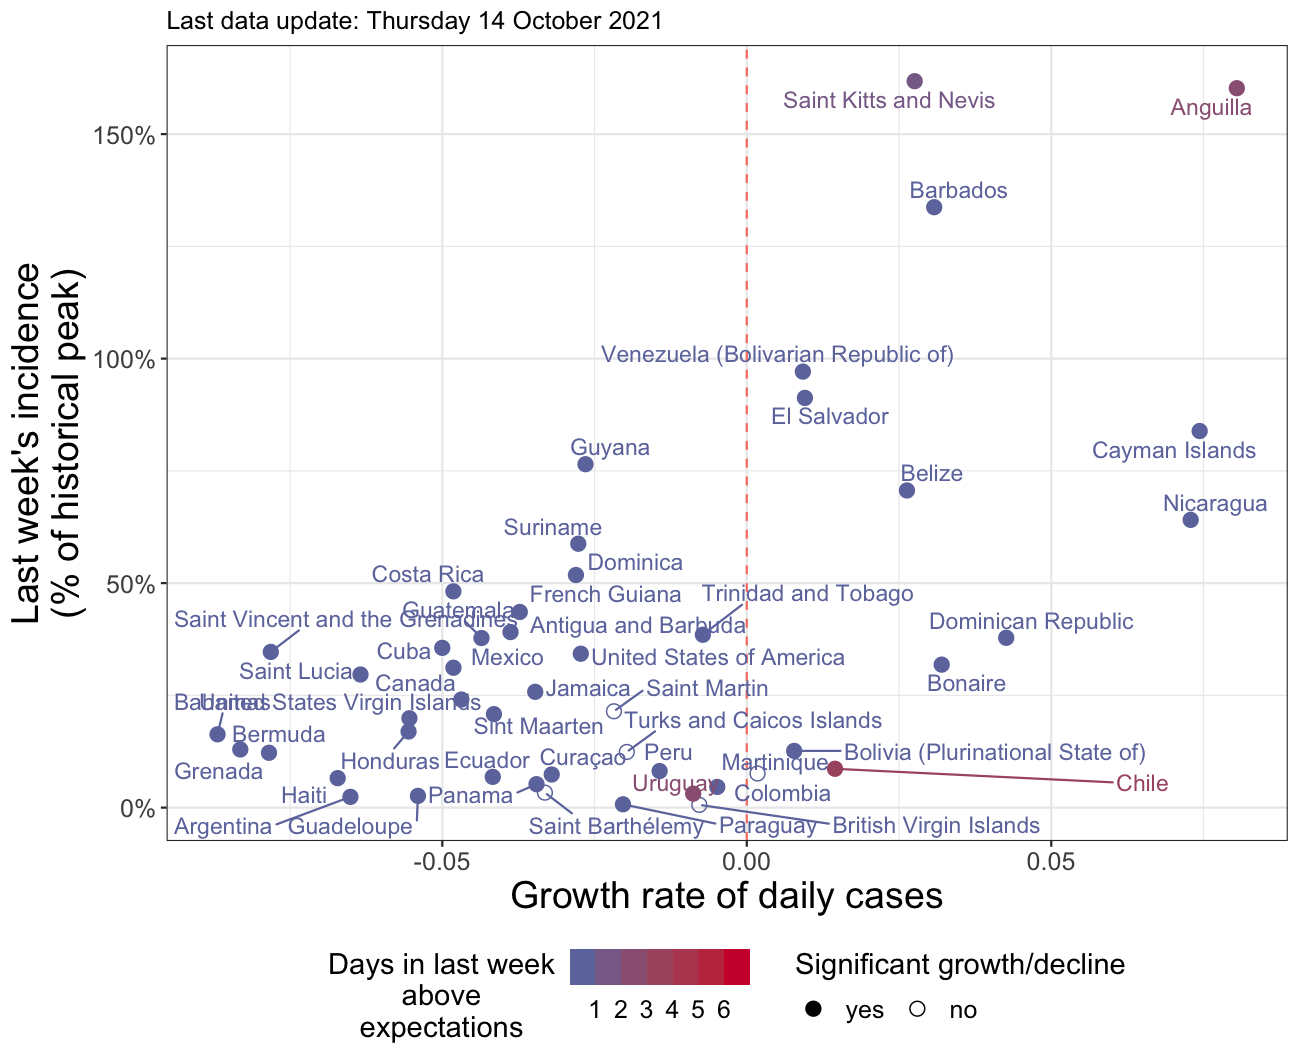 Last data update: Thursday 14 October 2021
Last week's incidence
(% of historical peak)
150%
100%
50%
0%
Saint Kitts and Nevis
Anguilla
Barbados
Venezuela (Bolivarian Republic of)
El Salvador
Guyana
Cayman Islands
Belize
Nicaragua
Suriname
Dominica
Costa Rica
French Guiana
Trinidad and Tobago
Guatemala
Saint Vincent and the Grenadines
Antigua and Barbuda
Dominican Republic
Cuba
Mexico
United States of America
Saint Lucia
Canada
Bonaire
Jamaica
Saint Martin
Bahamas
United States Virgin Islands
Sint Maarten
Turks and Caicos Islands
Bermuda
Grenada
Honduras
Ecuador
Curaçao
Peru
Martinique
Bolivia (Plurinational State of)
Uruguay
Chile
Haiti
Panama
Colombia
Argentina
Guadeloupe
Saint Barthélemy
Paraguay
British Virgin Islands
-0.05
0.00
0.05
Growth rate of daily cases
Days in last week
above
expectations
1 2 3 4 5 6
Significant growth/decline
yes
no